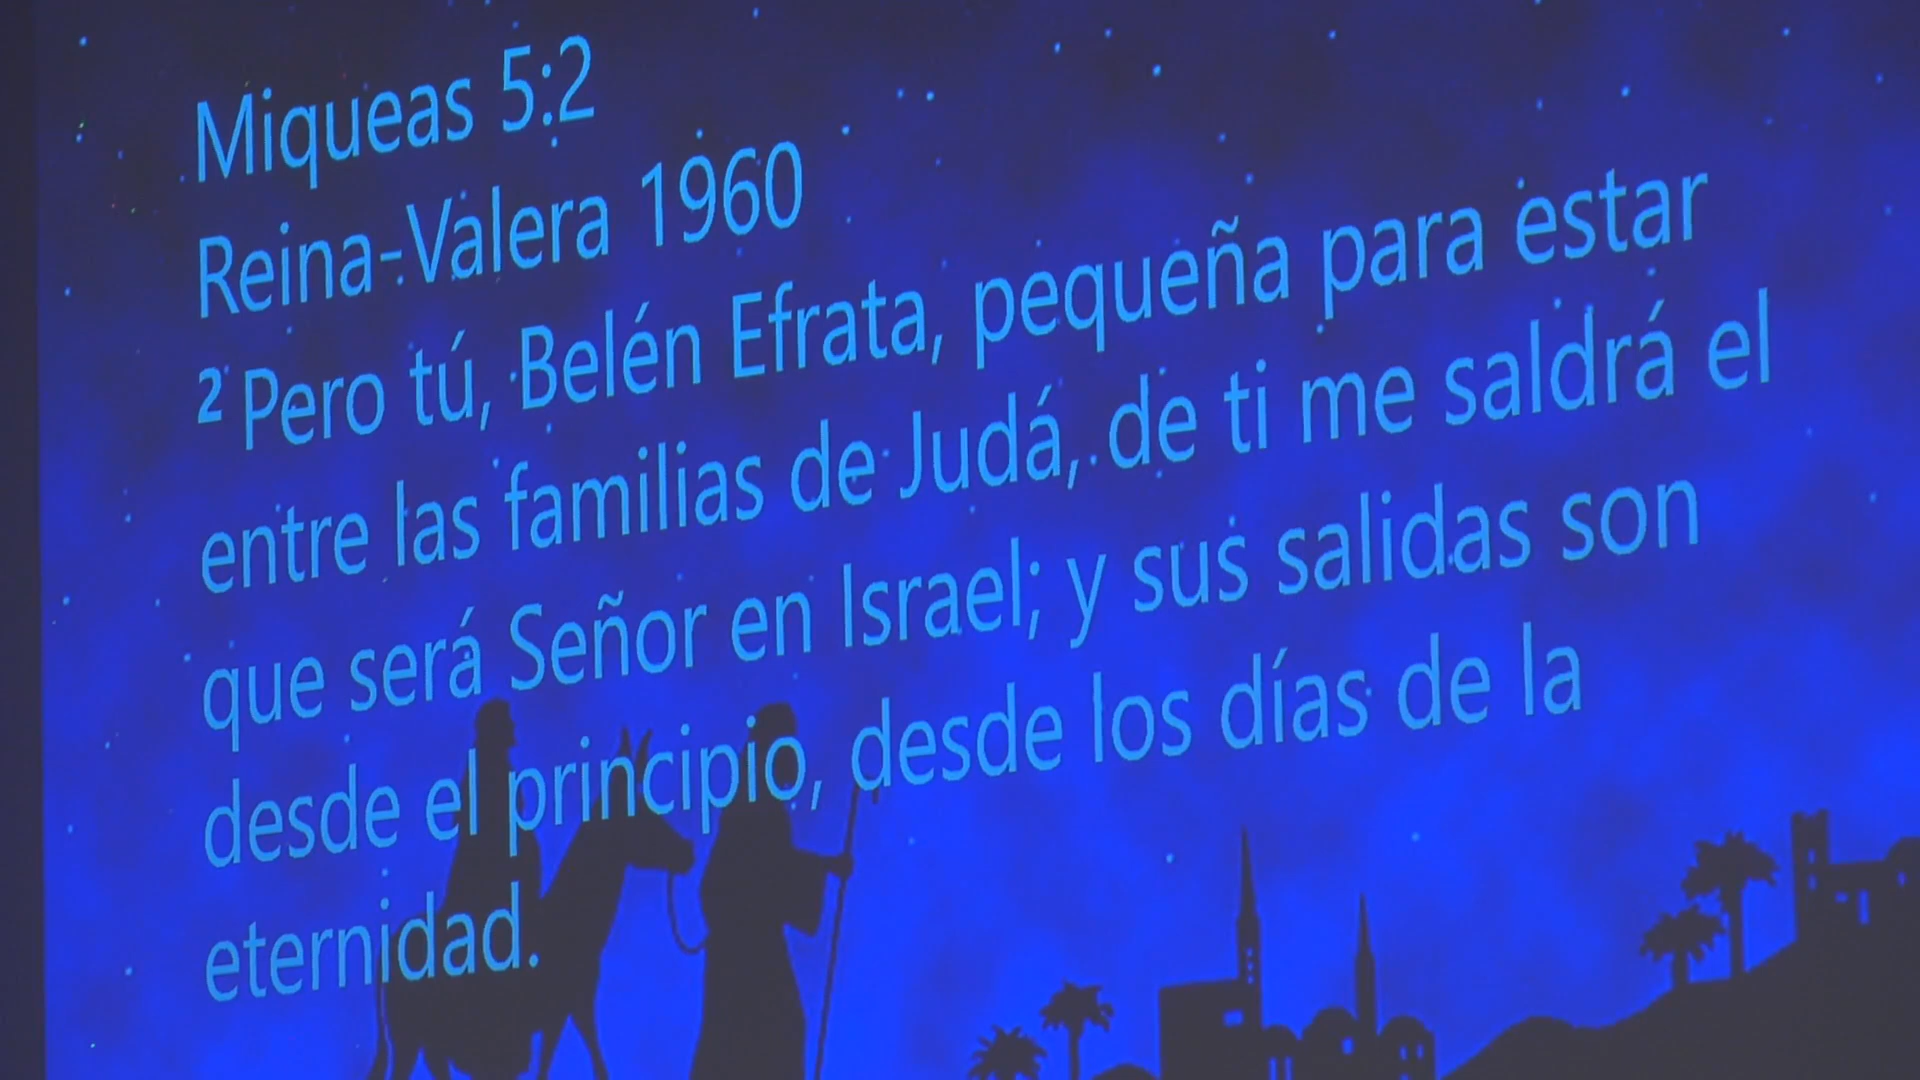 Miqueas 5:2
Reina-Valera 1960
² Pero tú, Belén Efrata, pequeña para estar
entre las familias de Judá, de ti me saldrá el
que será Señor en Israel; y sus salidas son
desde el principio, desde los días de la
eternidad.